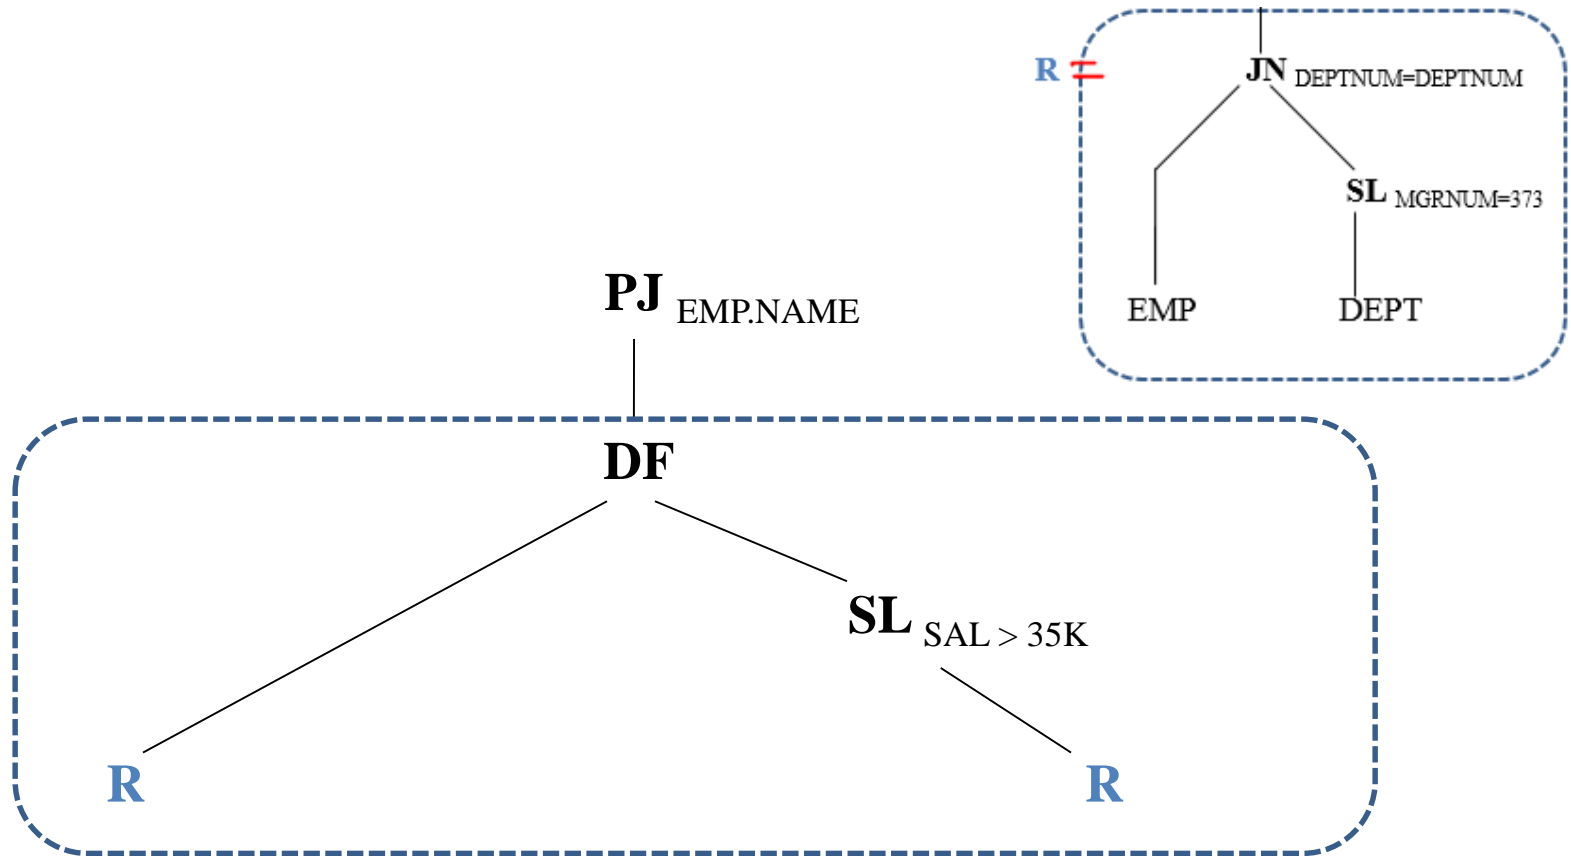 R =
JN DEPTNUM=DEPTNUM
SL MGRNUM=373
EMP DEPT
PJ EMP.NAME
DF
SL SAL > 35K
R R